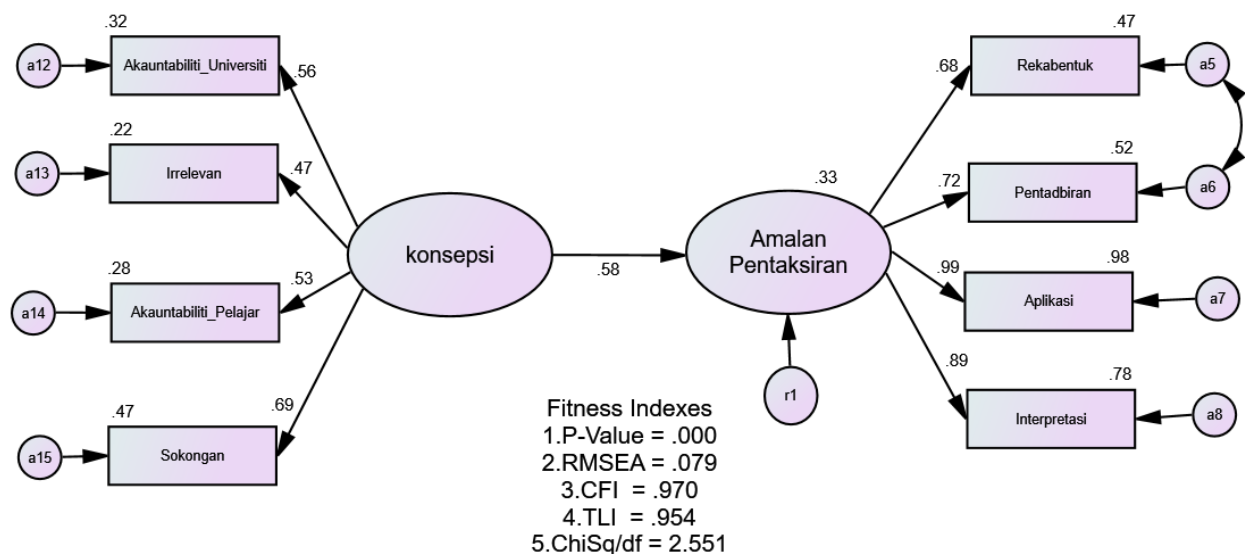 .32
a12
Akauntabiliti_Universiti
.56
.22
a13
Irrelevan
.47
.28
a14
Akauntabiliti_Pelajar
.53
.47
a15
Sokongan
.69
konsepsi
.58
.33
Amalan
Pentaksiran
r1
.47
.68
Rekabentuk
a5
.52
.72
Pentadbiran
a6
.98
.99
Aplikasi
a7
.78
.89
Interpretasi
a8
Fitness Indexes
1.P-Value = .000
2.RMSEA = .079
3.CFI = .970
4.TLI = .954
5.ChiSq/df = 2.551